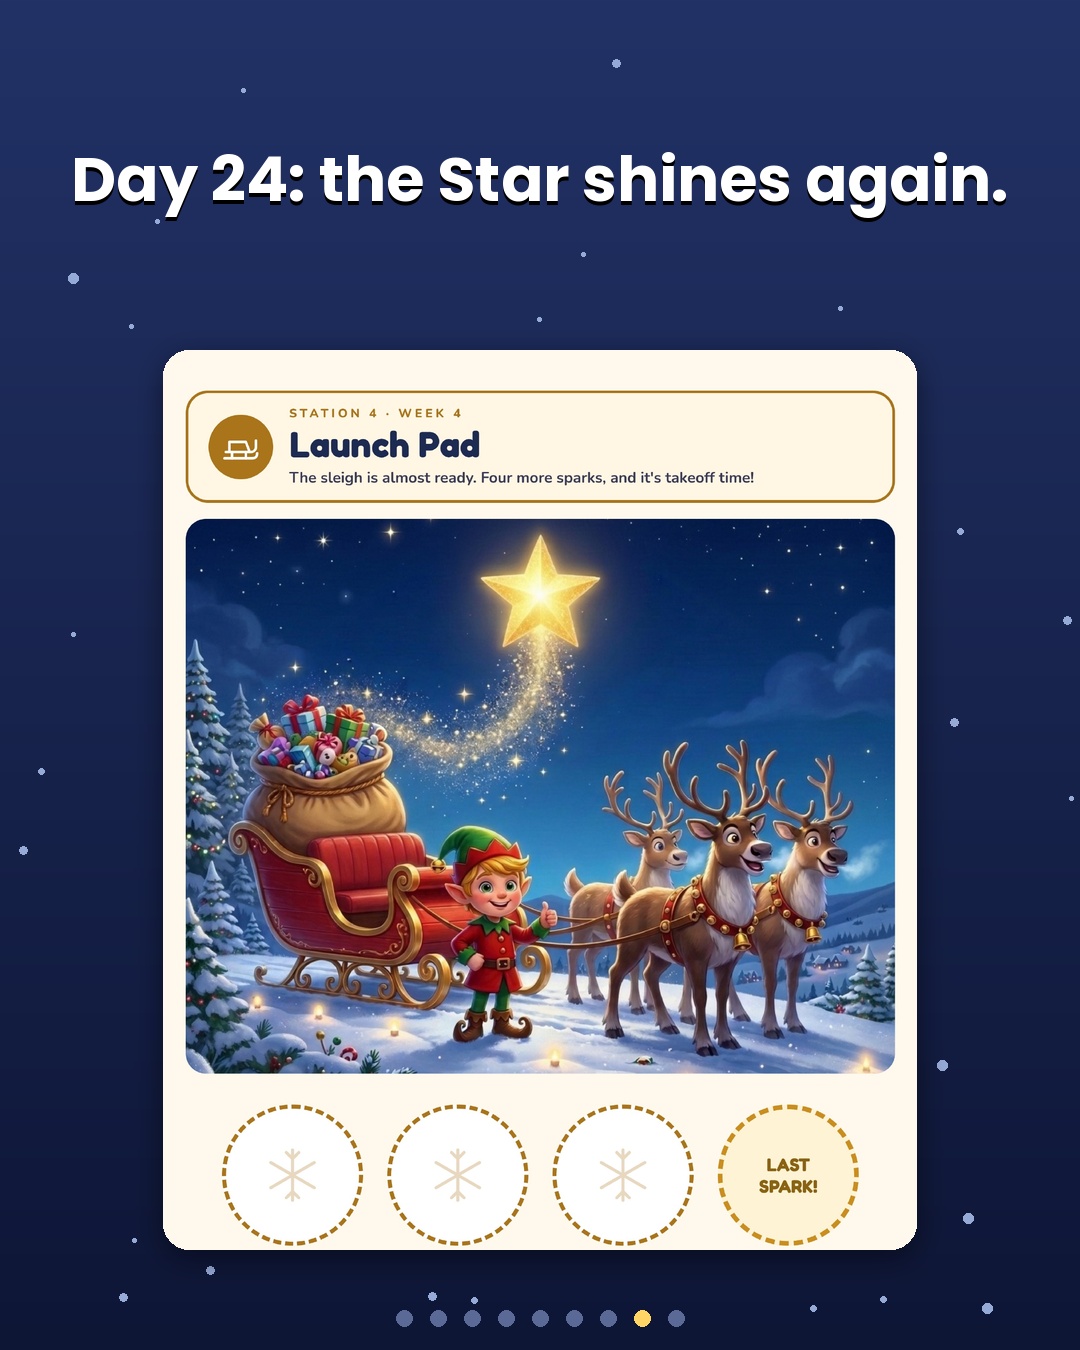 Day 24: the Star shines again.
STATION 4 · WEEK 4
Launch Pad
The sleigh is almost ready. Four more sparks, and it's takeoff time!
LAST
SPARK!